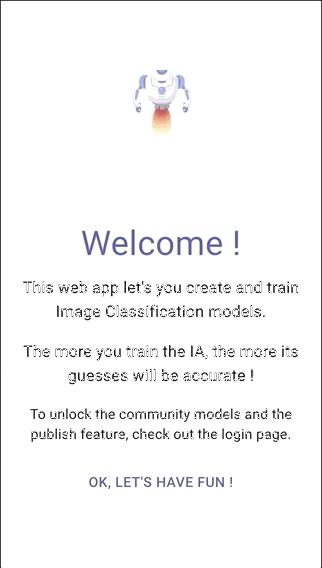 Welcome !
This web app let's you create and train
Image Classification models.
The more you train the IA, the more its
guesses will be accurate !
To unlock the community models and the
publish feature, check out the login page.
OK, LET'S HAVE FUN !